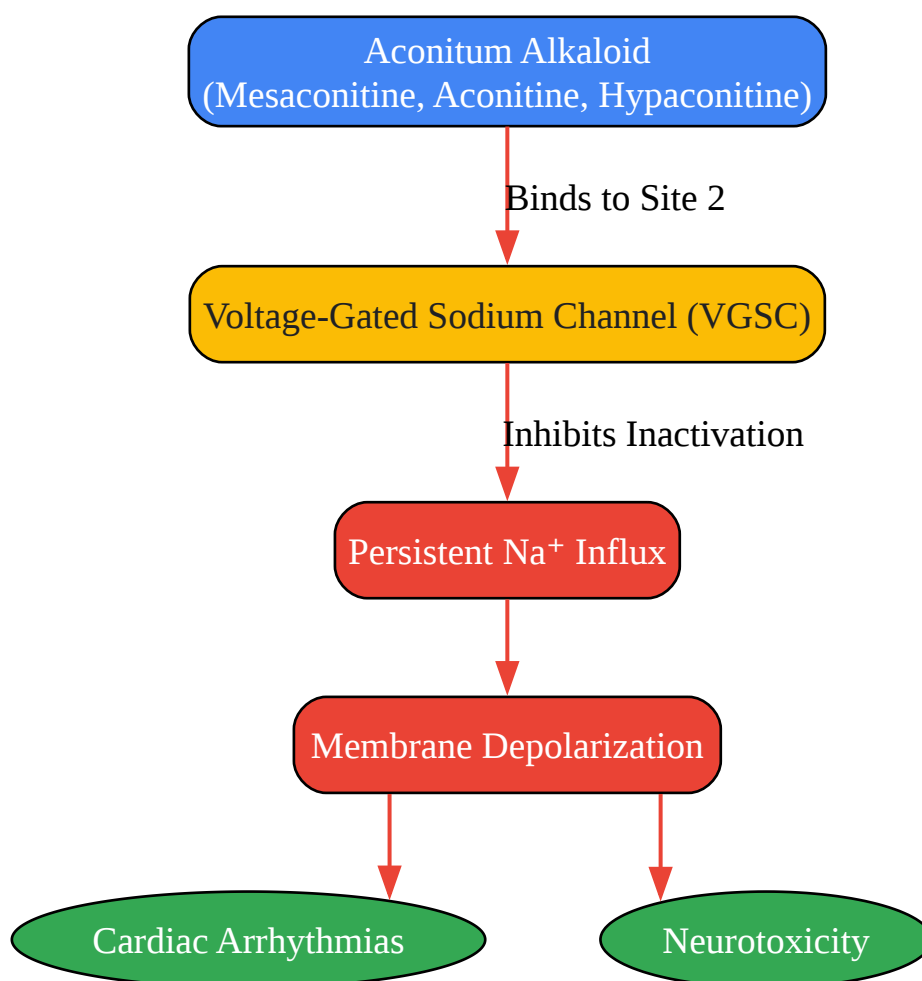 Aconitum Alkaloid
(Mesaconitine, Aconitine, Hypaconitine)
Binds to Site 2
Voltage-Gated Sodium Channel (VGSC)
Inhibits Inactivation
Persistent Na⁺ Influx
Membrane Depolarization
Cardiac Arrhythmias
Neurotoxicity